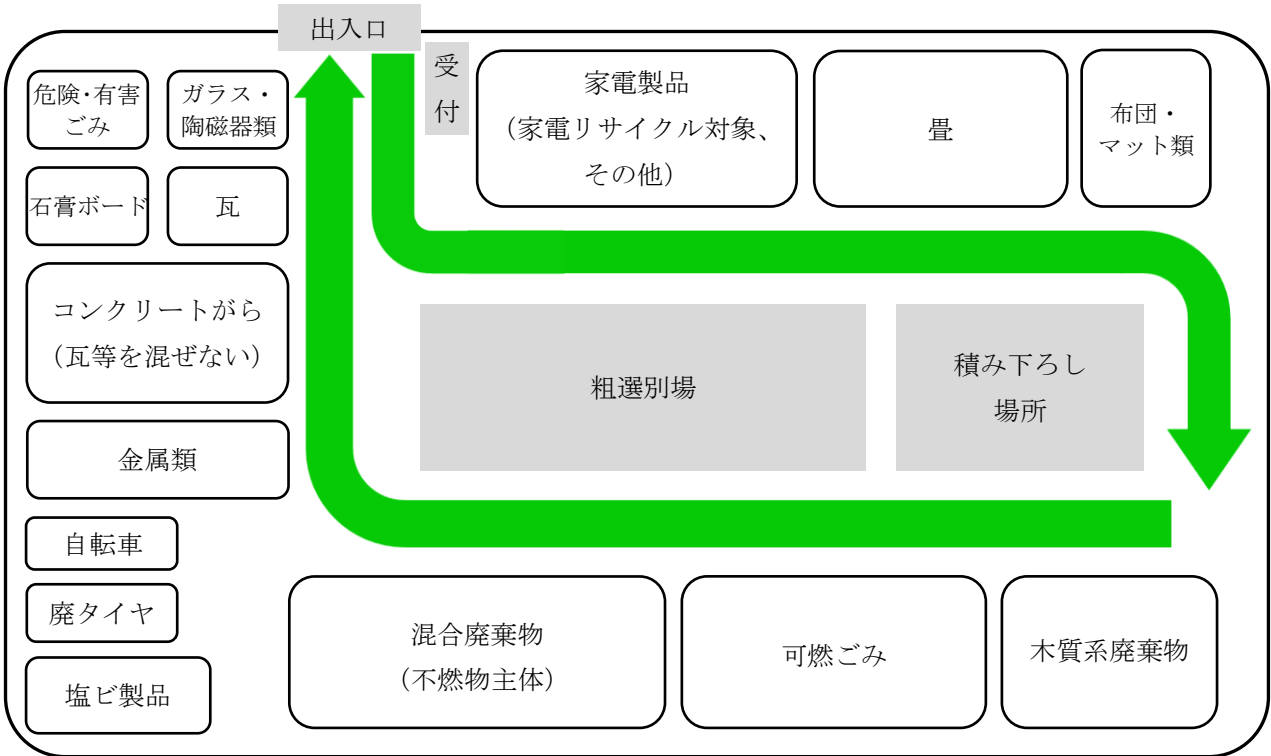 出入口
受
付
危険・有害
ごみ
ガラス・
陶磁器類
家電製品
（家電リサイクル対象、
その他）
畳
布団・
マット類
石膏ボード
瓦
コンクリートがら
（瓦等を混ぜない）
粗選別場
積み下ろし
場所
金属類
自転車
廃タイヤ
塩ビ製品
混合廃棄物
（不燃物主体）
可燃ごみ
木質系廃棄物